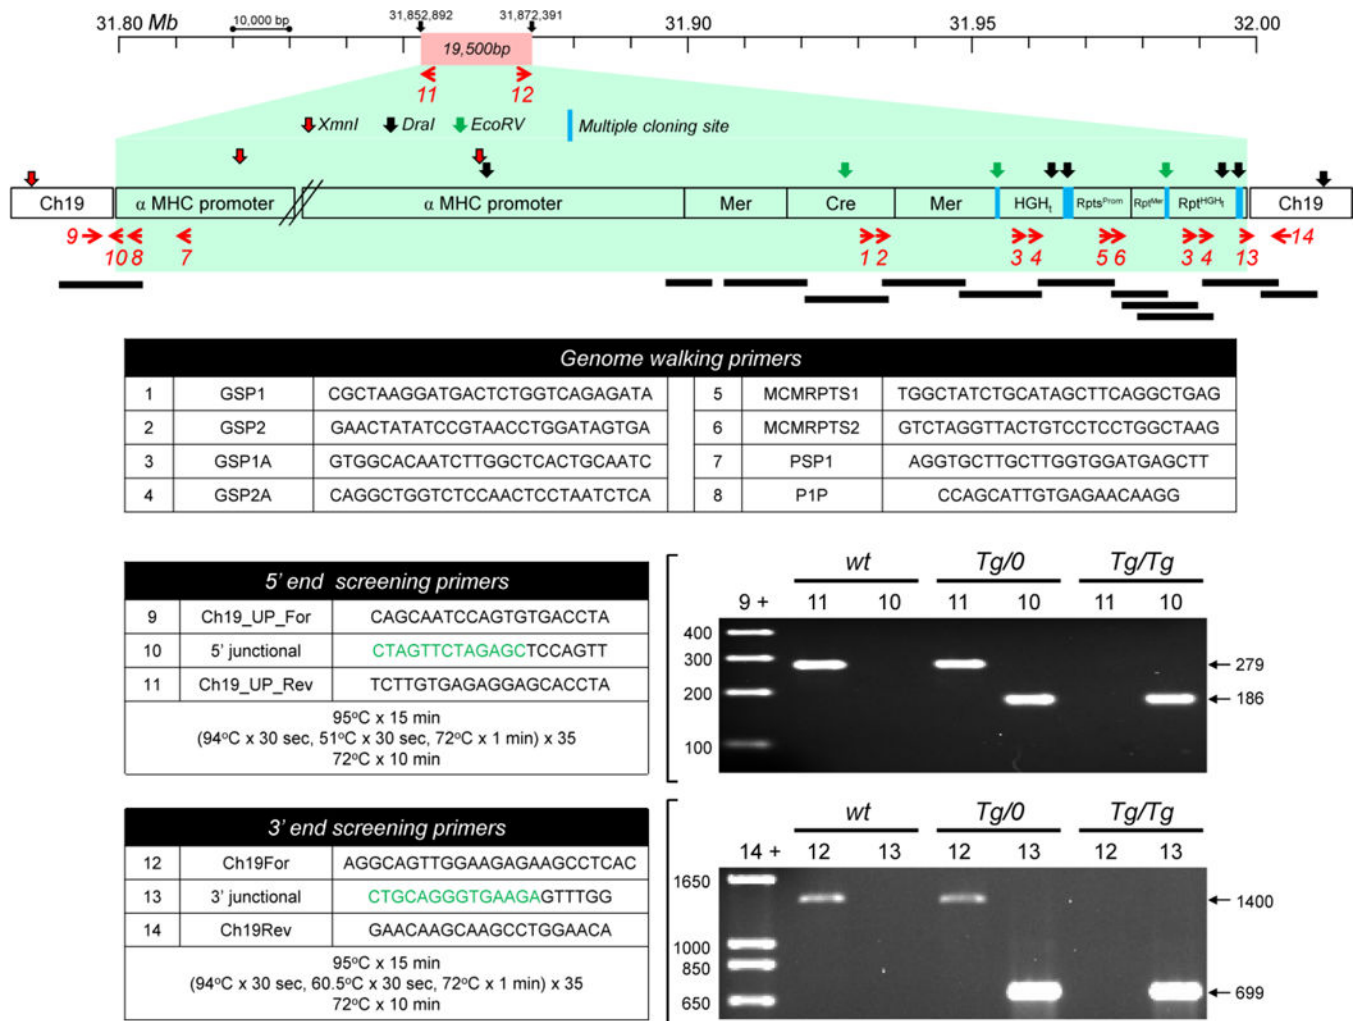 31.80 Mb
10,000 bp
31,852,892
31,872,391
31.90
31.95
32.00
19,500bp
11 12
XmnI DraI EcoRV Multiple cloning site
Ch19 α MHC promoter α MHC promoter Mer Cre Mer HGHt RptsProm RptMer RptHGHt Ch19
9 10 8 7 1 2 3 4 5 6 3 4 13 14
Genome walking primers
1 GSP1 CGCTAAGGATGACTCTGGTCAGAGATA 5 MCMRPTS1 TGGCTATCTGCATAGCTTCAGGCTGAG
2 GSP2 GAACTATATCCGTAACCTGGATAGTGA 6 MCMRPTS2 GTCTAGGTTACTGTCCTCCTGGCTAAG
3 GSP1A GTGGCACAATCTTGGCTCACTGCAATC 7 PSP1 AGGTGCTTGCTTGGTGGATGAGCTT
4 GSP2A CAGGCTGGTCTCCAACTCCTAATCTCA 8 P1P CCAGCATTGTGAGAACAAGG
5' end screening primers
9 Ch19_UP_For CAGCAATCCAGTGTGACCTA
10 5' junctional CTAGTTCTAGAGCTCCAGTT
11 Ch19_UP_Rev TCTTGTGAGAGGAGCACCTA
95°C x 15 min
(94°C x 30 sec, 51°C x 30 sec, 72°C x 1 min) x 35
72°C x 10 min
wt Tg/0 Tg/Tg
9 + 11 10 11 10 11 10
400
300
200
100
279
186
3' end screening primers
12 Ch19For AGGCAGTTGGAAGAGAAGCCTCAC
13 3' junctional CTGCAGGGTGAAGAGTTTGG
14 Ch19Rev GAACAAGCAAGCCTGGAACA
95°C x 15 min
(94°C x 30 sec, 60.5°C x 30 sec, 72°C x 1 min) x 35
72°C x 10 min
wt Tg/0 Tg/Tg
14 + 12 13 12 13 12 13
1650
1000
850
650
1400
699